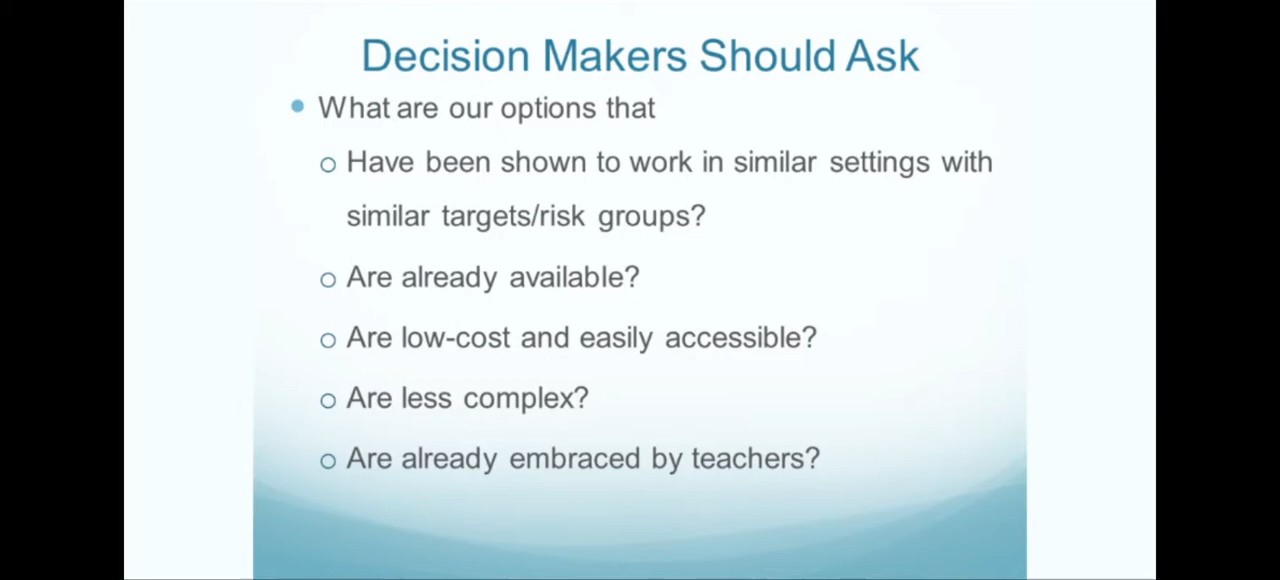 Decision Makers Should Ask
What are our options that
Have been shown to work in similar settings with
similar targets/risk groups?
Are already available?
Are low-cost and easily accessible?
Are less complex?
Are already embraced by teachers?